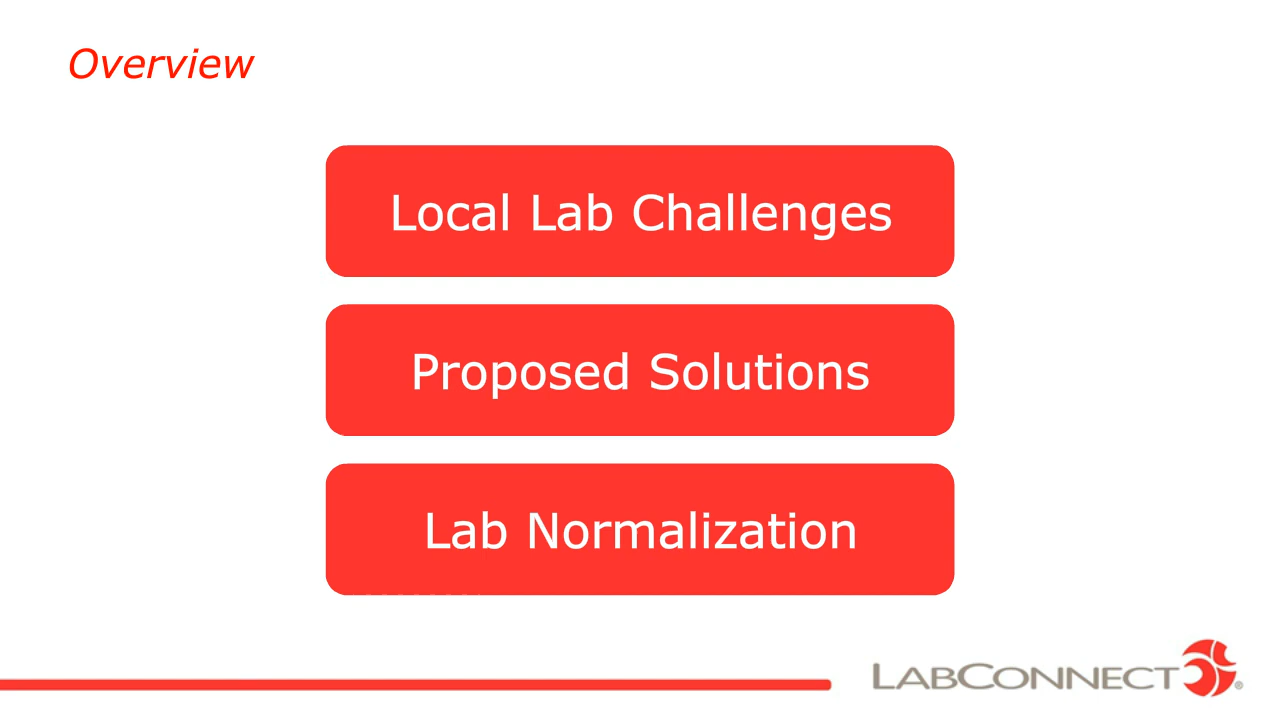 Overview
Local Lab Challenges
Proposed Solutions
Lab Normalization
LABCONNECT®